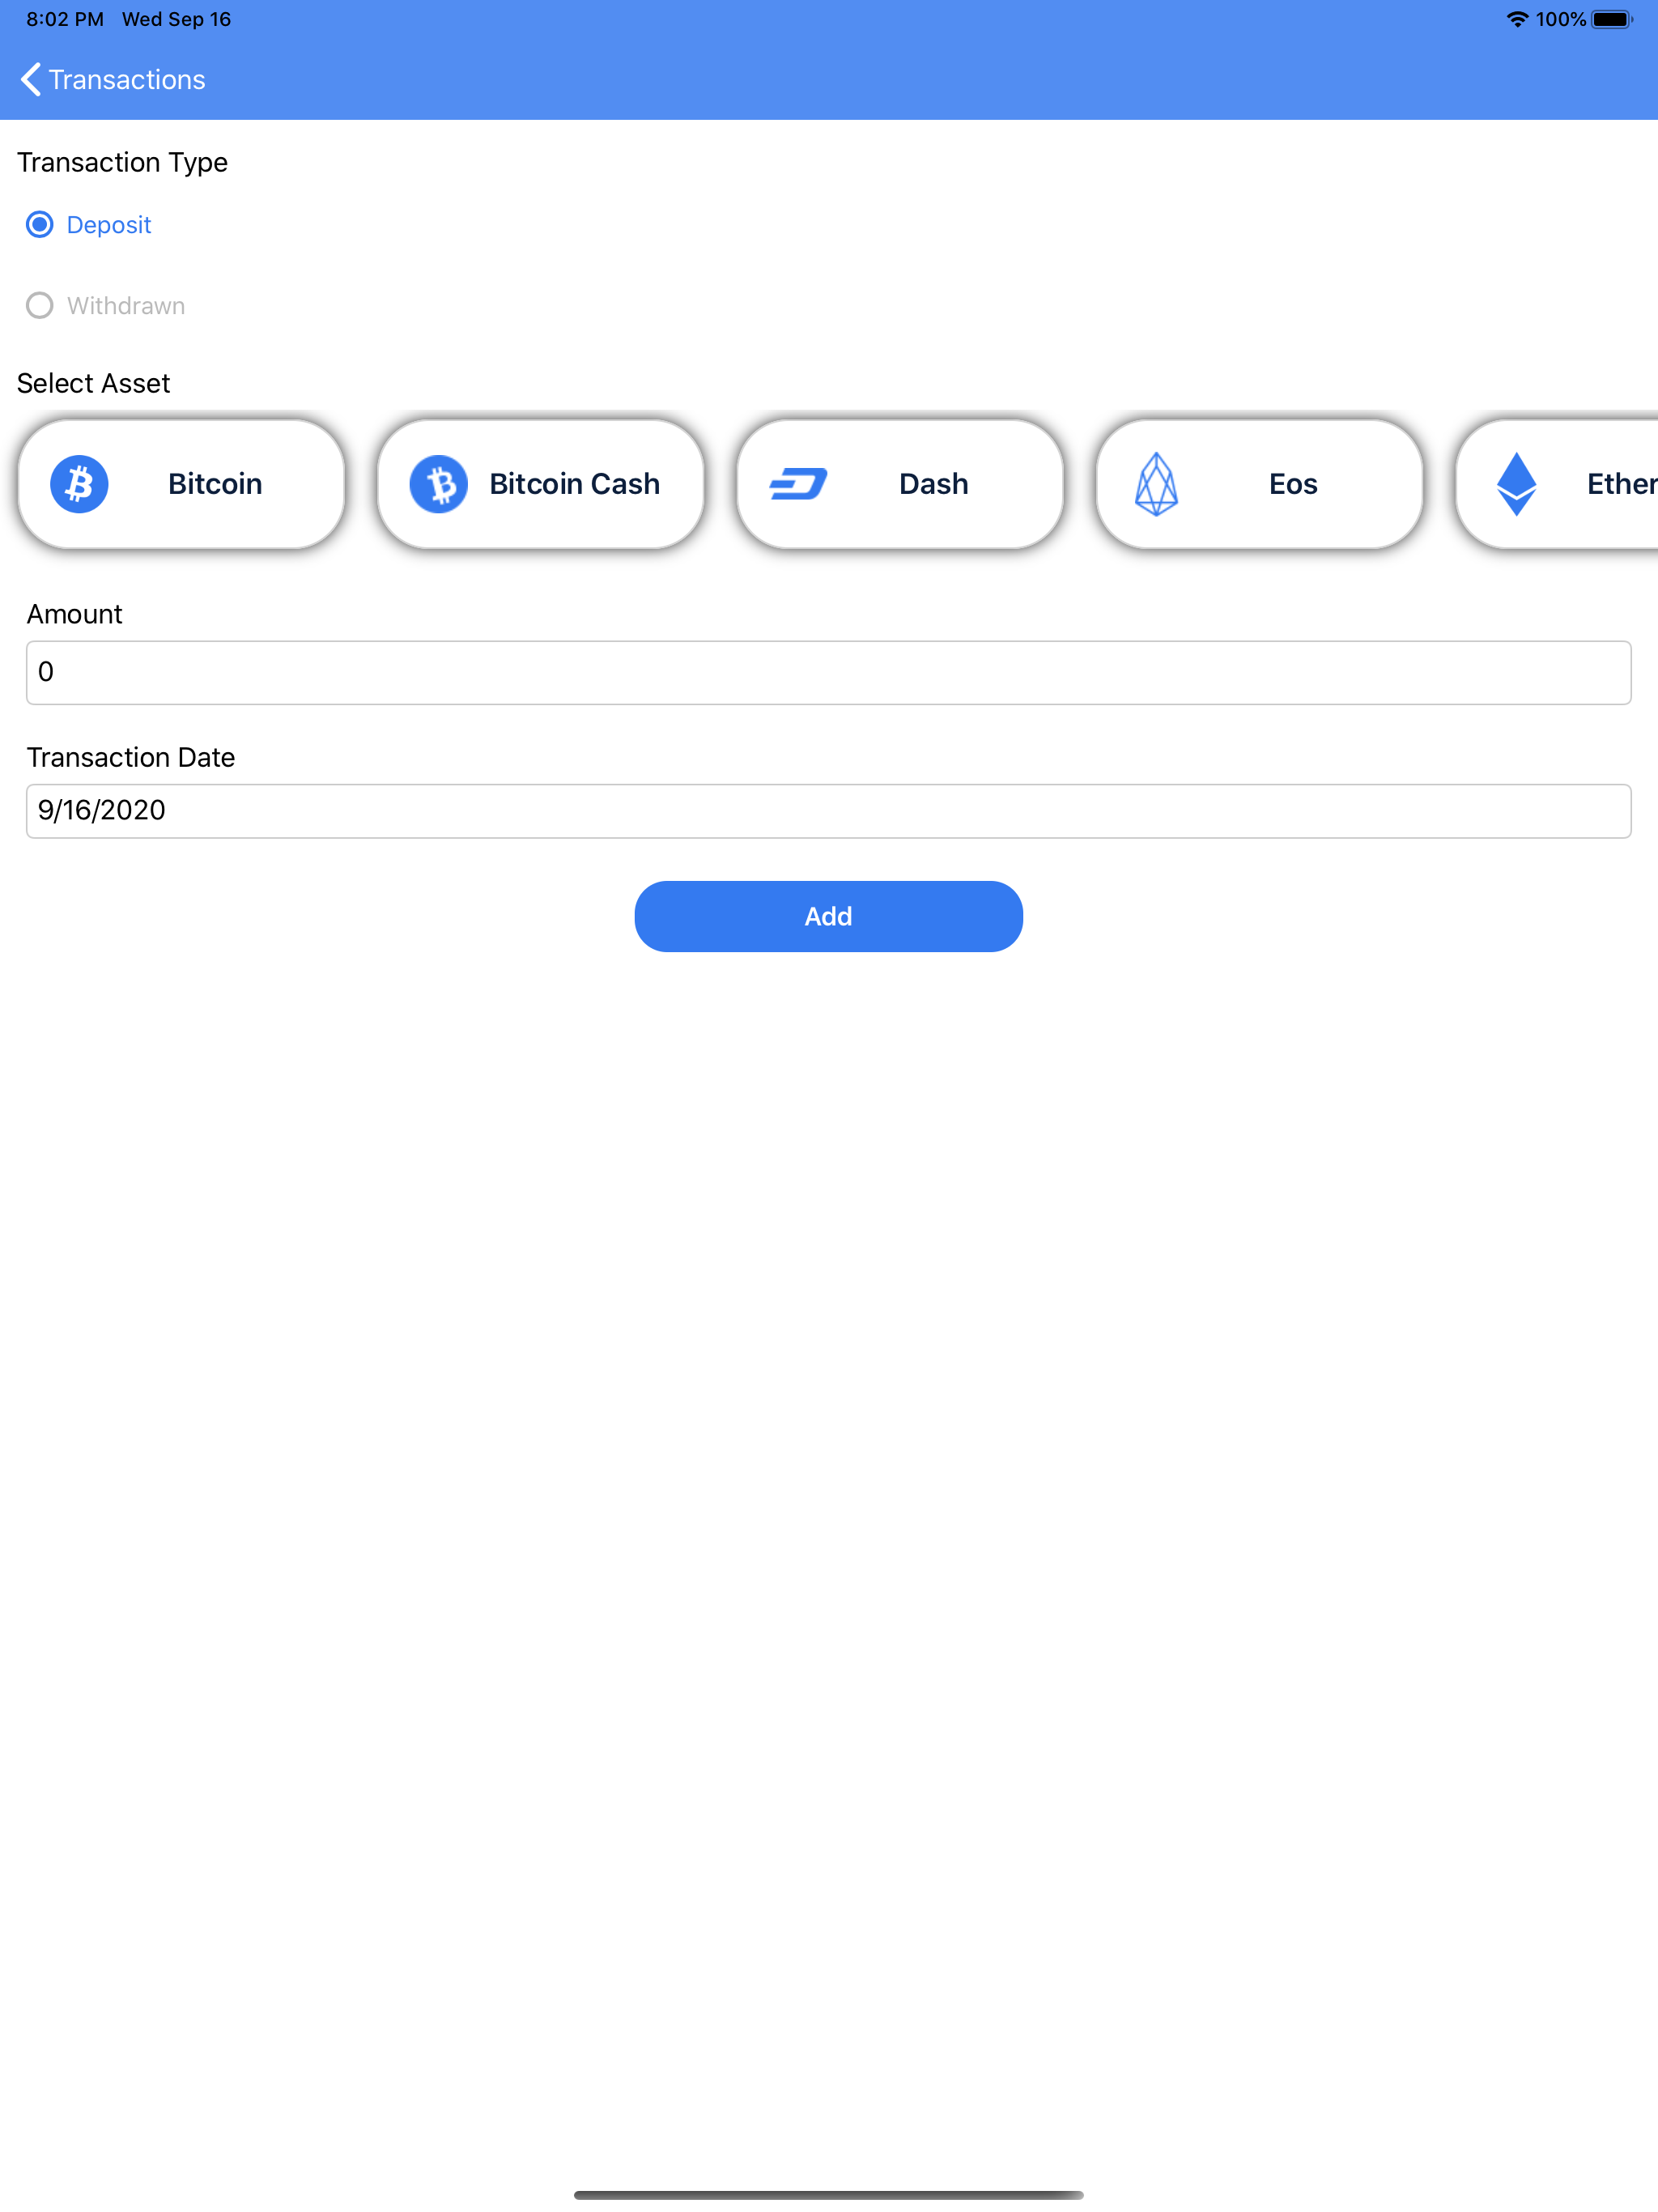 8:02 PM Wed Sep 16 100%
Transactions
Transaction Type
Deposit
Withdrawn
Select Asset
Bitcoin Bitcoin Cash Dash Eos Ether
Amount
0
Transaction Date
9/16/2020
Add